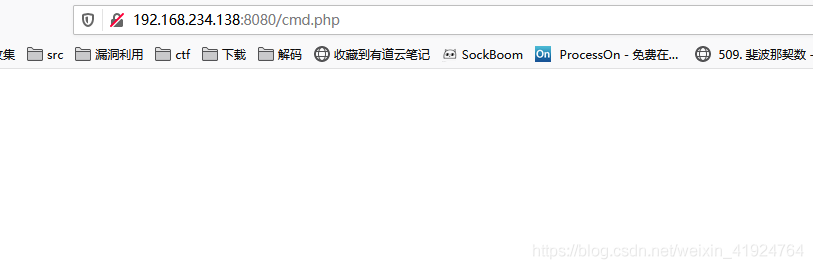 192.168.234.138:8080/cmd.php
收集 src 漏洞利用 ctf 下载 解码 收藏到有道云笔记 SockBoom On ProcessOn - 免费在... 509. 斐波那契数 -
https://blog.csdn.net/weixin_41924764